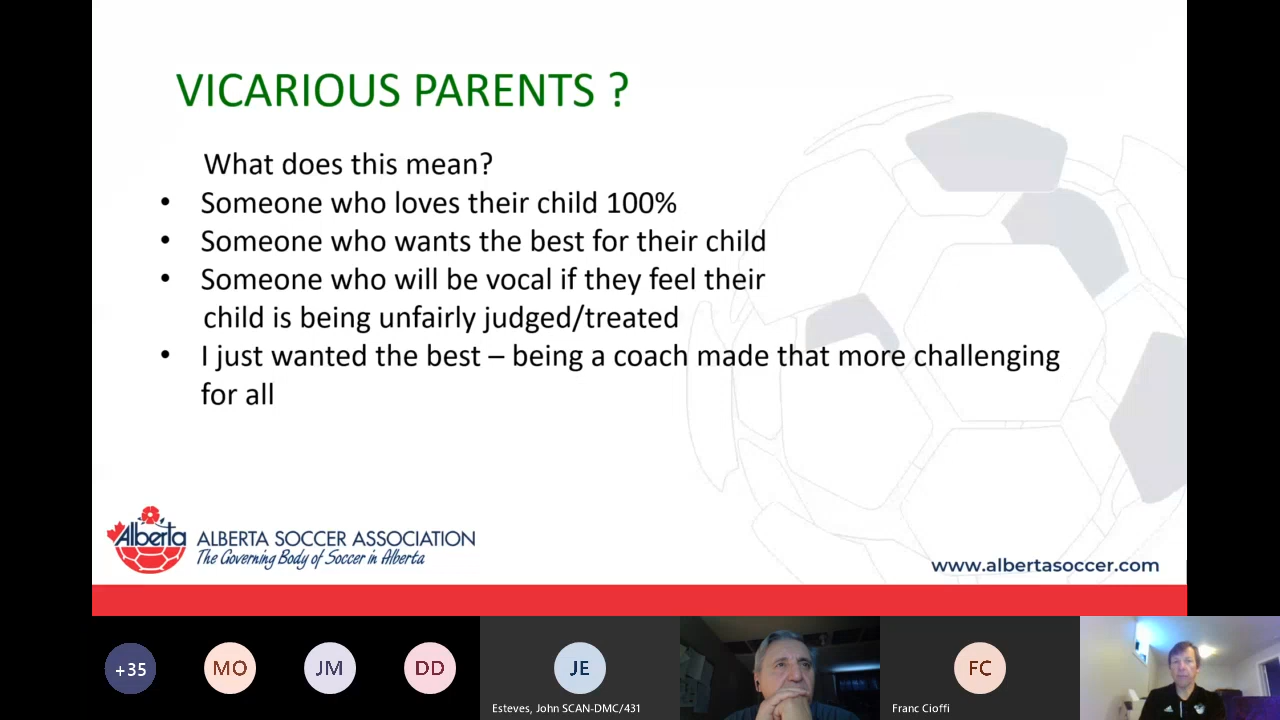 VICARIOUS PARENTS ?
What does this mean?
• Someone who loves their child 100%
• Someone who wants the best for their child
• Someone who will be vocal if they feel their
child is being unfairly judged/treated
• I just wanted the best – being a coach made that more challenging
for all
Alberta
ALBERTA SOCCER ASSOCIATION
The Governing Body of Soccer in Alberta
www.albertasoccer.com
+35
MO
JM
DD
JE
FC
Esteves, John SCAN-DMC/431
Franc Cioffi